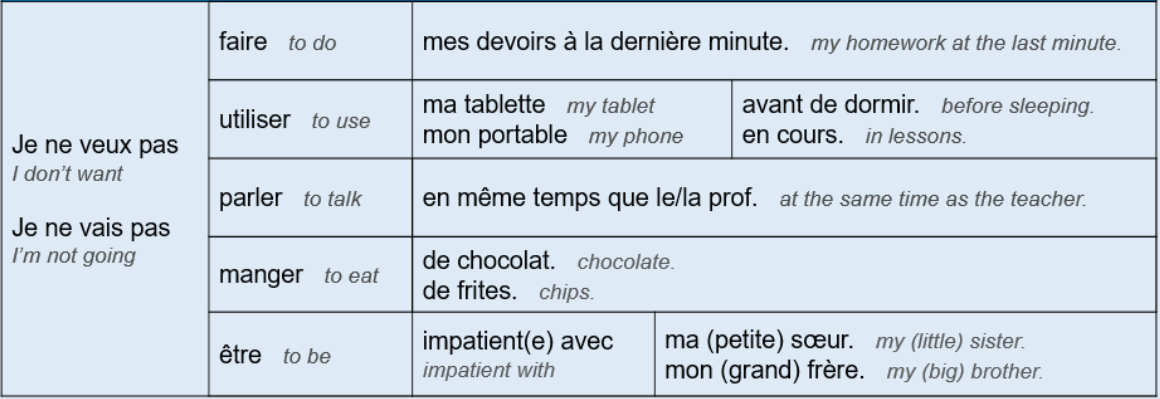 Je ne veux pas
I don't want
Je ne vais pas
I'm not going
faire to do
mes devoirs à la dernière minute. my homework at the last minute.
utiliser to use
ma tablette my tablet
mon portable my phone
avant de dormir. before sleeping.
en cours. in lessons.
parler to talk
en même temps que le/la prof. at the same time as the teacher.
manger to eat
de chocolat. chocolate.
de frites. chips.
être to be
impatient(e) avec
impatient with
ma (petite) sœur. my (little) sister.
mon (grand) frère. my (big) brother.